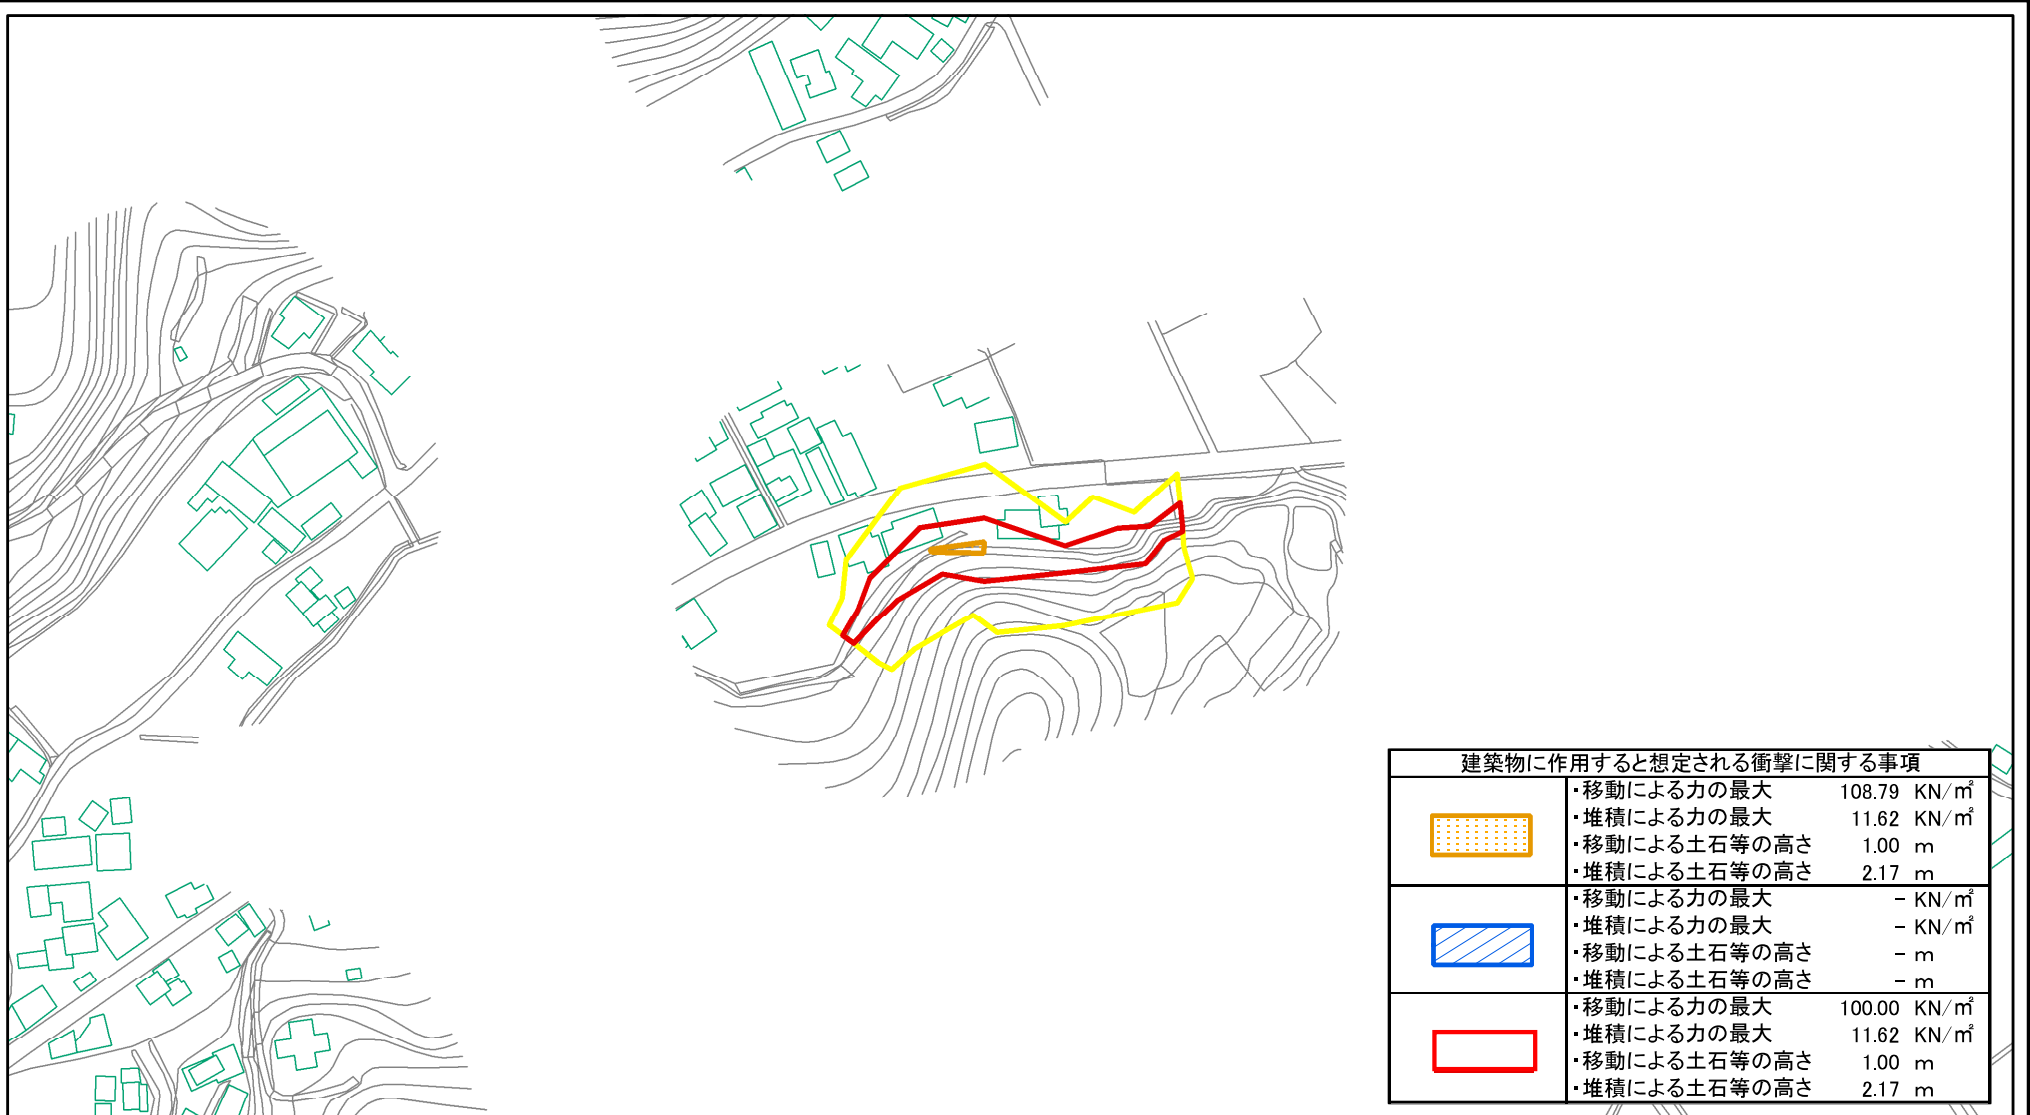 建築物に作用すると想定される衝撃に関する事項
・移動による力の最大 108.79 KN/㎡
・堆積による力の最大 11.62 KN/㎡
・移動による土石等の高さ 1.00 m
・堆積による土石等の高さ 2.17 m
・移動による力の最大 - KN/㎡
・堆積による力の最大 - KN/㎡
・移動による土石等の高さ - m
・堆積による土石等の高さ - m
・移動による力の最大 100.00 KN/㎡
・堆積による力の最大 11.62 KN/㎡
・移動による土石等の高さ 1.00 m
・堆積による土石等の高さ 2.17 m